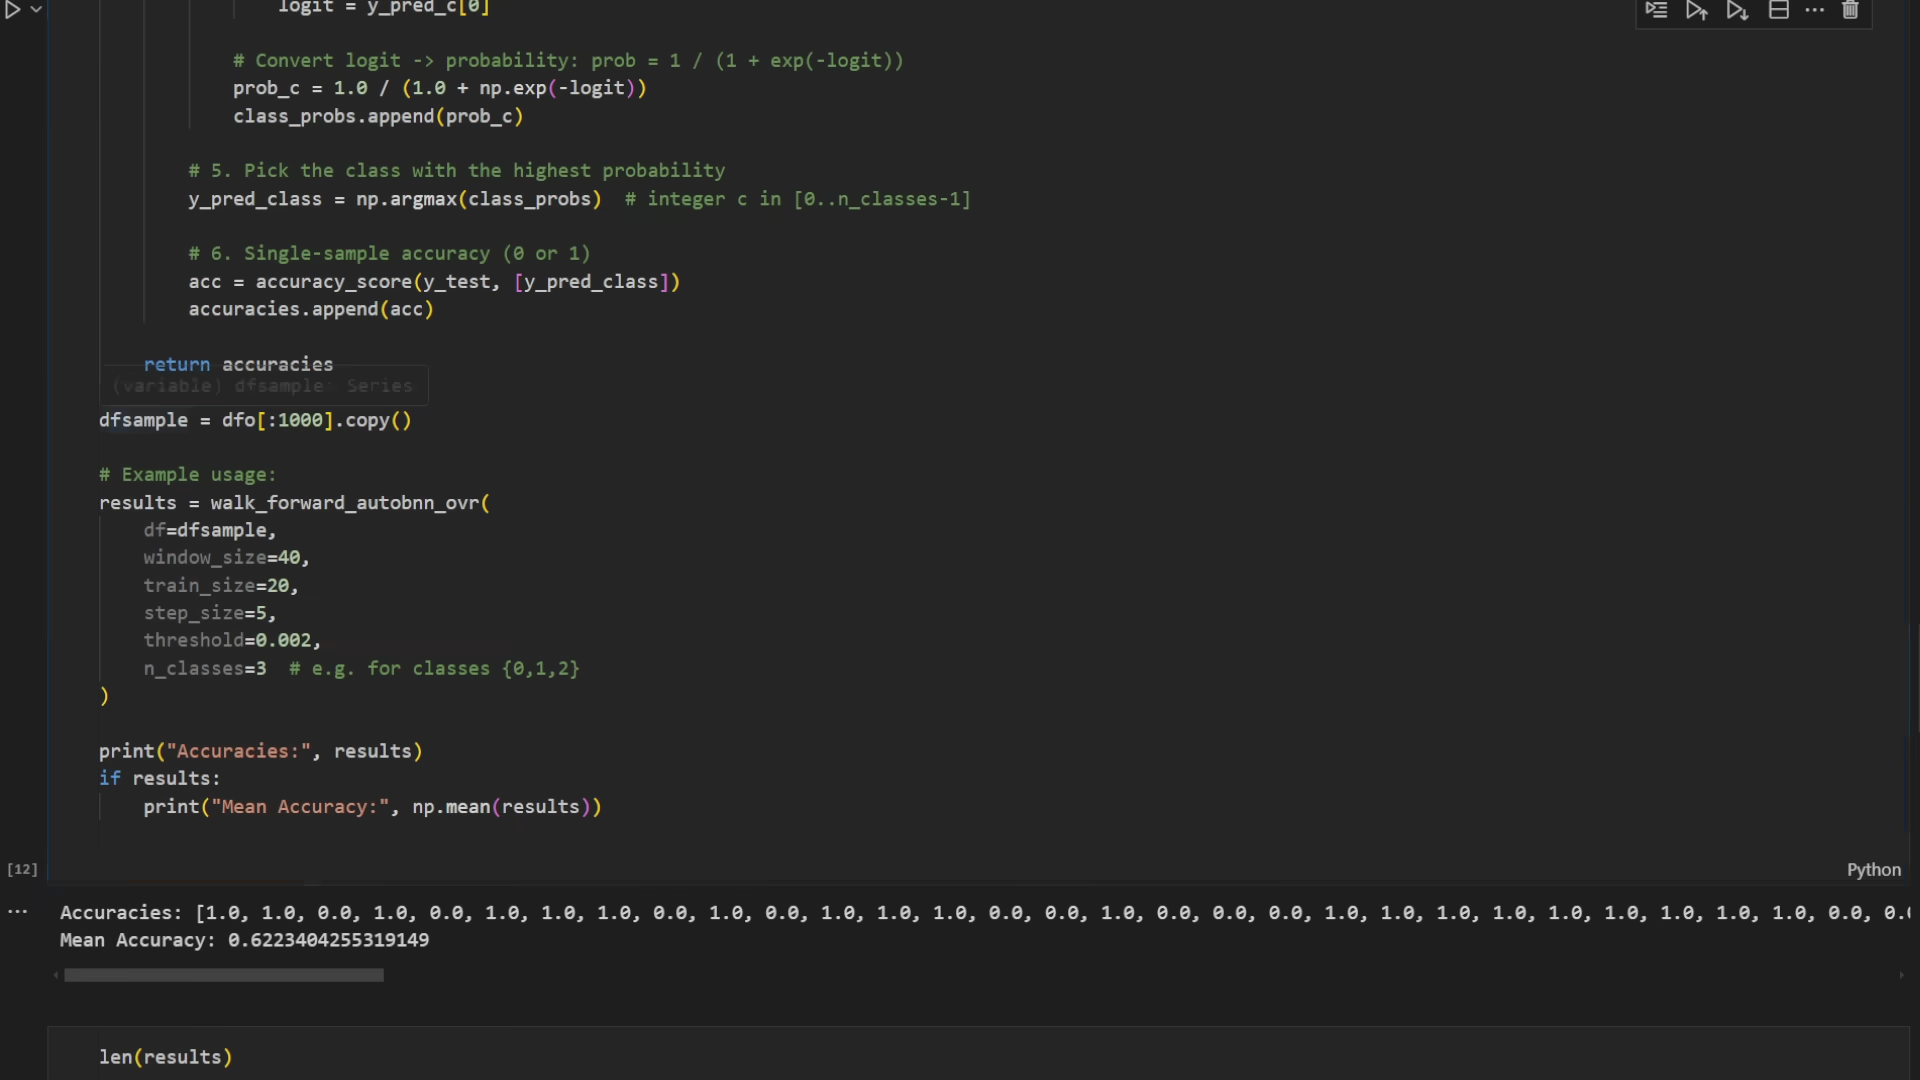 logit = y_pred_c[0]
# Convert logit -> probability: prob = 1 / (1 + exp(-logit))
prob_c = 1.0 / (1.0 + np.exp(-logit))
class_probs.append(prob_c)
# 5. Pick the class with the highest probability
y_pred_class = np.argmax(class_probs)  # integer c in [0..n_classes-1]
# 6. Single-sample accuracy (0 or 1)
acc = accuracy_score(y_test, [y_pred_class])
accuracies.append(acc)
return accuracies
(variable) dfsample: Series
dfsample = dfo[:1000].copy()
# Example usage:
results = walk_forward_autobnn_ovr(
df=dfsample,
window_size=40,
train_size=20,
step_size=5,
threshold=0.002,
n_classes=3  # e.g. for classes {0,1,2}
)
print("Accuracies:", results)
if results:
print("Mean Accuracy:", np.mean(results))
[12]
Python
Accuracies: [1.0, 1.0, 0.0, 1.0, 0.0, 1.0, 1.0, 1.0, 0.0, 1.0, 0.0, 1.0, 1.0, 1.0, 0.0, 0.0, 1.0, 0.0, 0.0, 0.0, 1.0, 1.0, 1.0, 1.0, 1.0, 1.0, 1.0, 1.0, 1.0, 0.0, 0.0
Mean Accuracy: 0.6223404255319149
len(results)